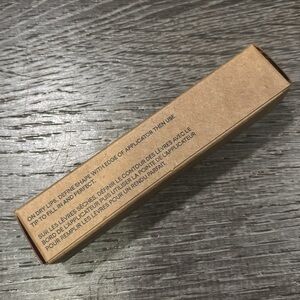 ON DRY LIPS, DEFINE SHAPE WITH EDGE OF APPLICATOR THEN USE
TIP TO FILL IN AND PERFECT.
SUR LES LÈVRES SÈCHES, DÉFINIR LE CONTOUR DES LÈVRES AVEC LE
BORD DE L'APPLICATEUR PUIS UTILISER LA POINTE DE L'APPLICATEUR
POUR REMPLIR LES LÈVRES POUR UN RENDU PARFAIT.